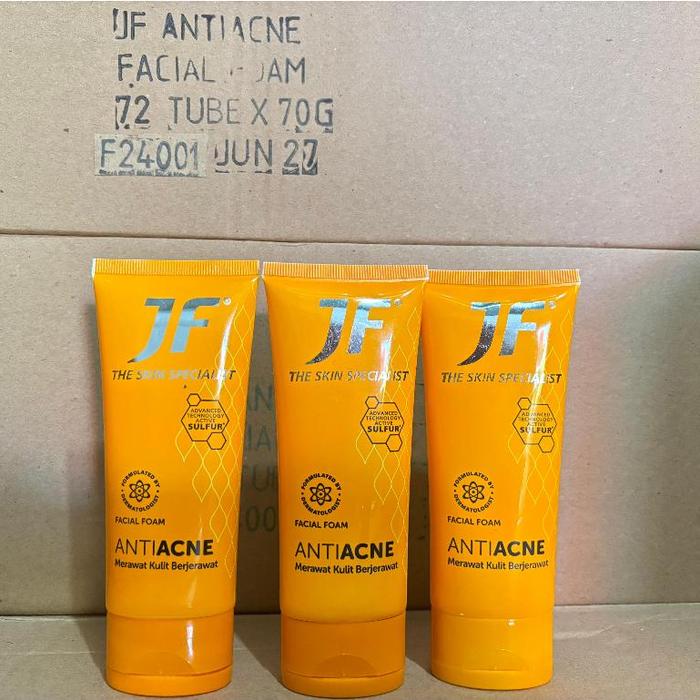 JF ANTIACNE
FACIAL FOAM
72 TUBE X 70G
F24001 JUN 27
JF®
THE SKIN SPECIALIST
ADVANCED
TECHNOLOGY
ACTIVE
SULFUR
FORMULATED BY
DERMATOLOGIST
FACIAL FOAM
ANTIACNE
Merawat Kulit Berjerawat
JF®
THE SKIN SPECIALIST
ADVANCED
TECHNOLOGY
ACTIVE
SULFUR
FORMULATED BY
DERMATOLOGIST
FACIAL FOAM
ANTIACNE
Merawat Kulit Berjerawat
JF®
THE SKIN SPECIALIST
ADVANCED
TECHNOLOGY
ACTIVE
SULFUR
FORMULATED BY
DERMATOLOGIST
FACIAL FOAM
ANTIACNE
Merawat Kulit Berjerawat